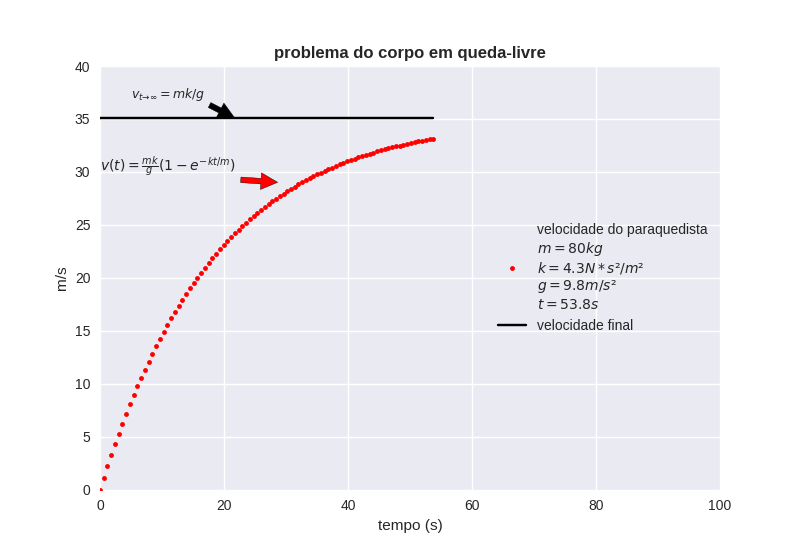 problema do corpo em queda-livre
40
35
30
25
20
15
10
5
0
m/s
v_{t→∞} = mk/g
v(t) = \frac{mk}{g}(1 − e^{−kt/m})
velocidade do paraquedista
m = 80kg
k = 4.3N * s²/m²
g = 9.8m/s²
t = 53.8s
velocidade final
0 20 40 60 80 100
tempo (s)